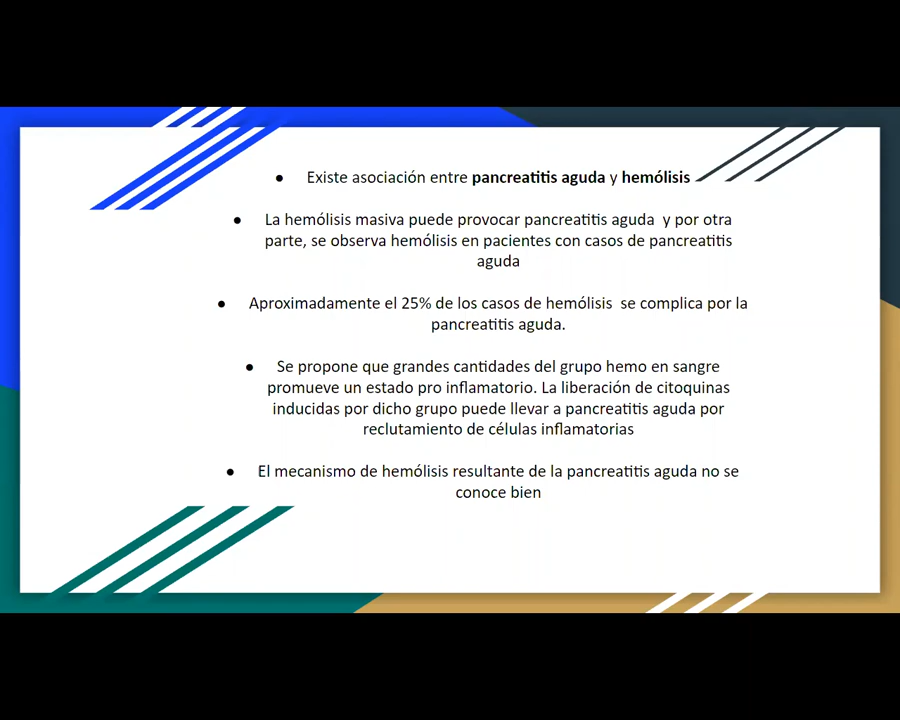 ● Existe asociación entre pancreatitis aguda y hemólisis
● La hemólisis masiva puede provocar pancreatitis aguda y por otra
parte, se observa hemólisis en pacientes con casos de pancreatitis
aguda
● Aproximadamente el 25% de los casos de hemólisis se complica por la
pancreatitis aguda.
● Se propone que grandes cantidades del grupo hemo en sangre
promueve un estado pro inflamatorio. La liberación de citoquinas
inducidas por dicho grupo puede llevar a pancreatitis aguda por
reclutamiento de células inflamatorias
● El mecanismo de hemólisis resultante de la pancreatitis aguda no se
conoce bien